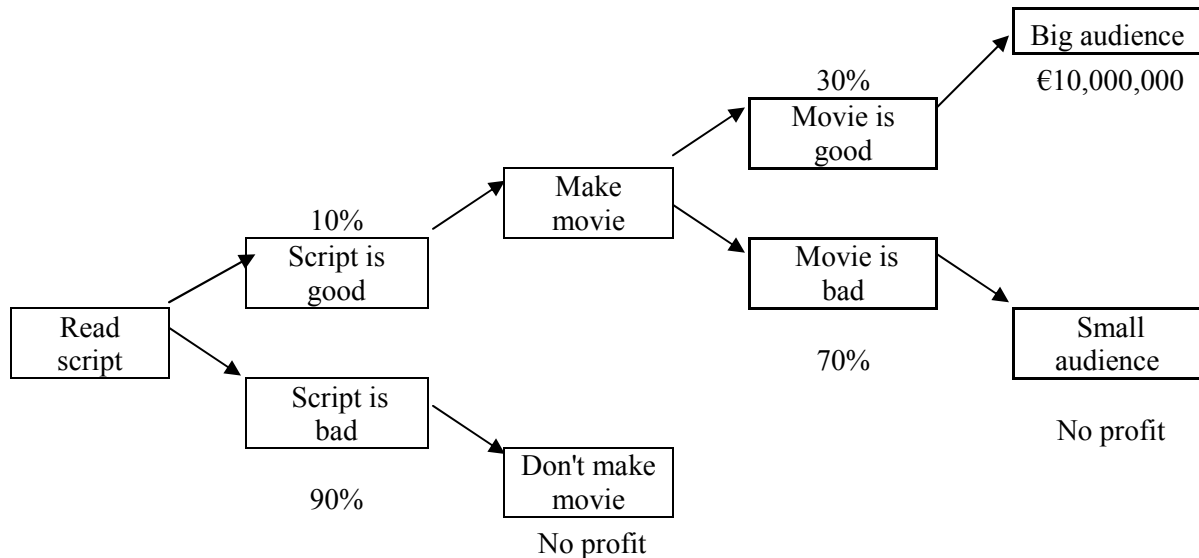 Big audience
€10,000,000
30%
Movie is
good
Make
movie
10%
Script is
good
Movie is
bad
Read
script
Small
audience
70%
Script is
bad
No profit
Don't make
movie
90%
No profit